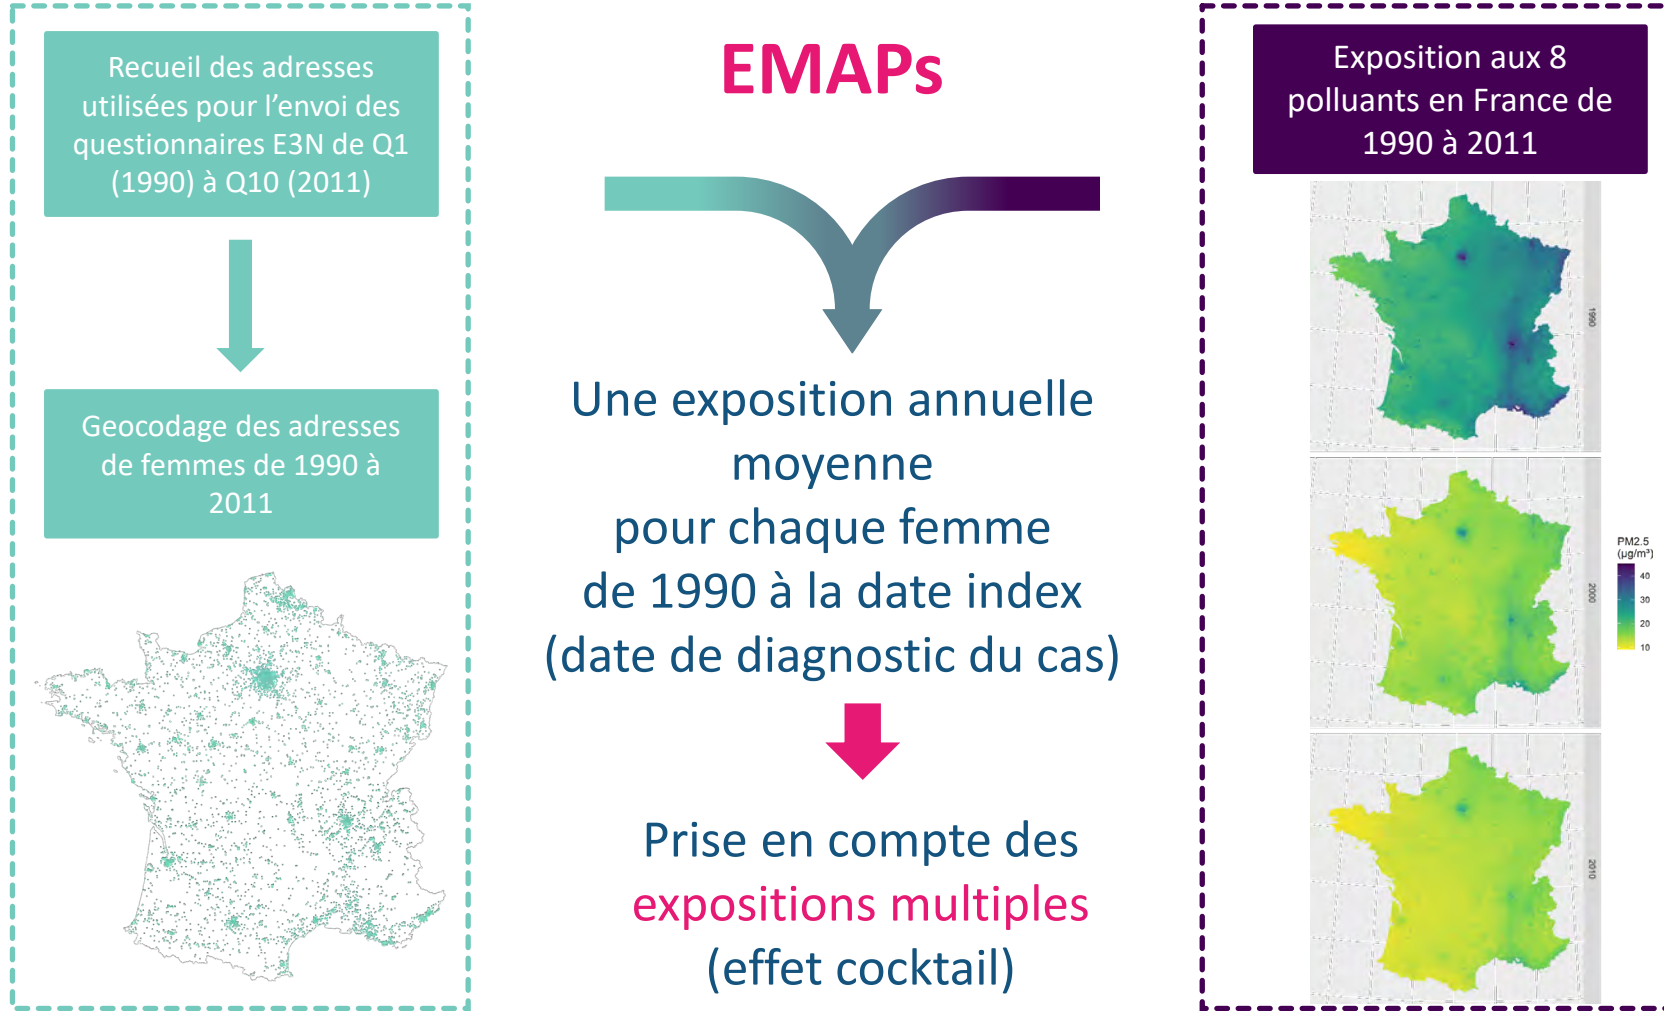 Recueil des adresses
utilisées pour l'envoi des
questionnaires E3N de Q1
(1990) à Q10 (2011)
Geocodage des adresses
de femmes de 1990 à
2011
EMAPs
Une exposition annuelle
moyenne
pour chaque femme
de 1990 à la date index
(date de diagnostic du cas)
Prise en compte des
expositions multiples
(effet cocktail)
Exposition aux 8
polluants en France de
1990 à 2011
1990
2000
2010
PM2.5
(µg/m³)
40
30
20
10